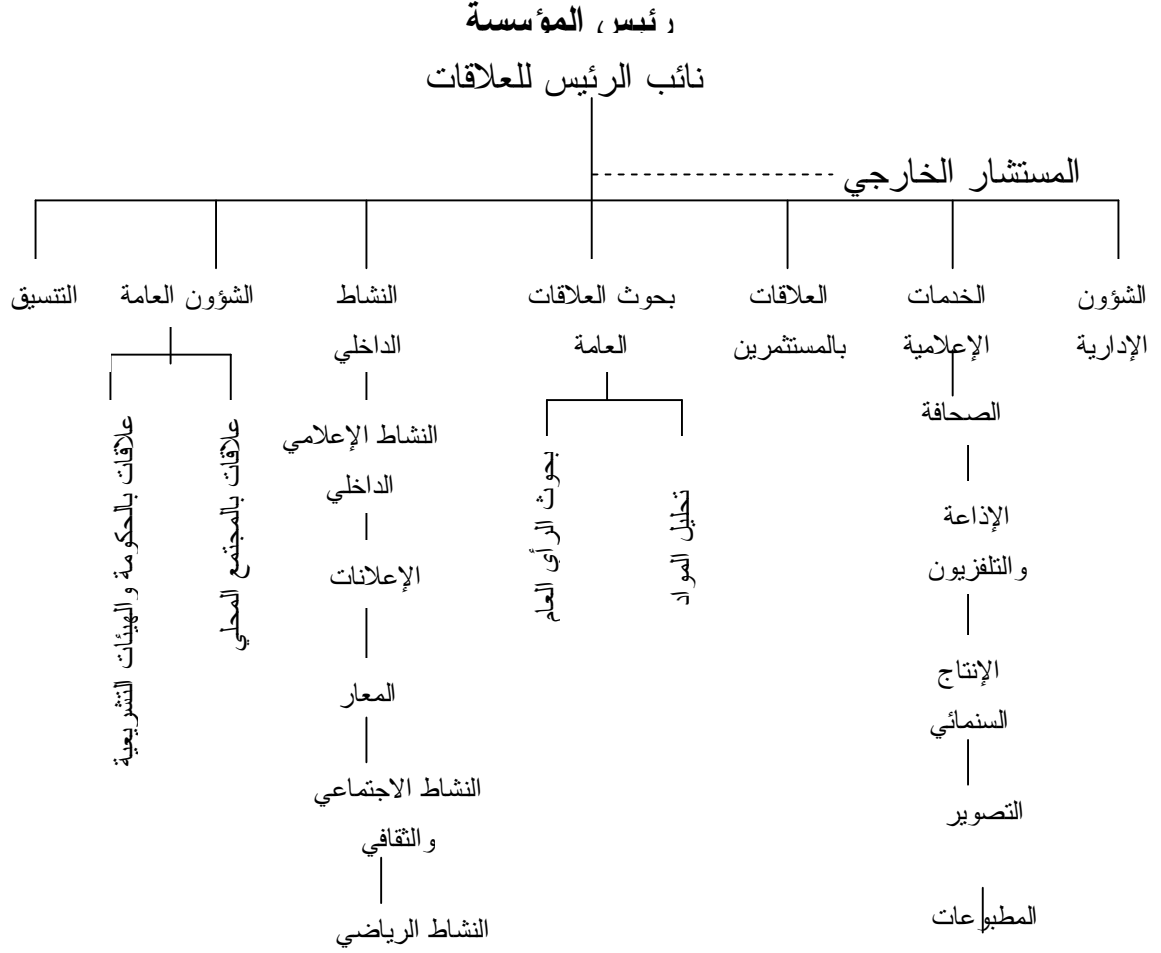 رئيس المؤسسة
نائب الرئيس للعلاقات
المستشار الخارجي
الشؤون
الإدارية
الخدمات
الإعلامية
الصحافة
الإذاعة
والتلفزيون
الإنتاج
السنمائي
التصوير
المطبوعات
العلاقات
بالمستثمرين
بحوث العلاقات
العامة
تحليل المواد
بحوث الرأي العام
النشاط
الداخلي
النشاط الإعلامي
الداخلي
الإعلانات
المعار
النشاط الاجتماعي
والثقافي
النشاط الرياضي
الشؤون العامة
علاقات بالمجتمع المحلي
علاقات بالحكومة والهيئات التشريعية
التنسيق